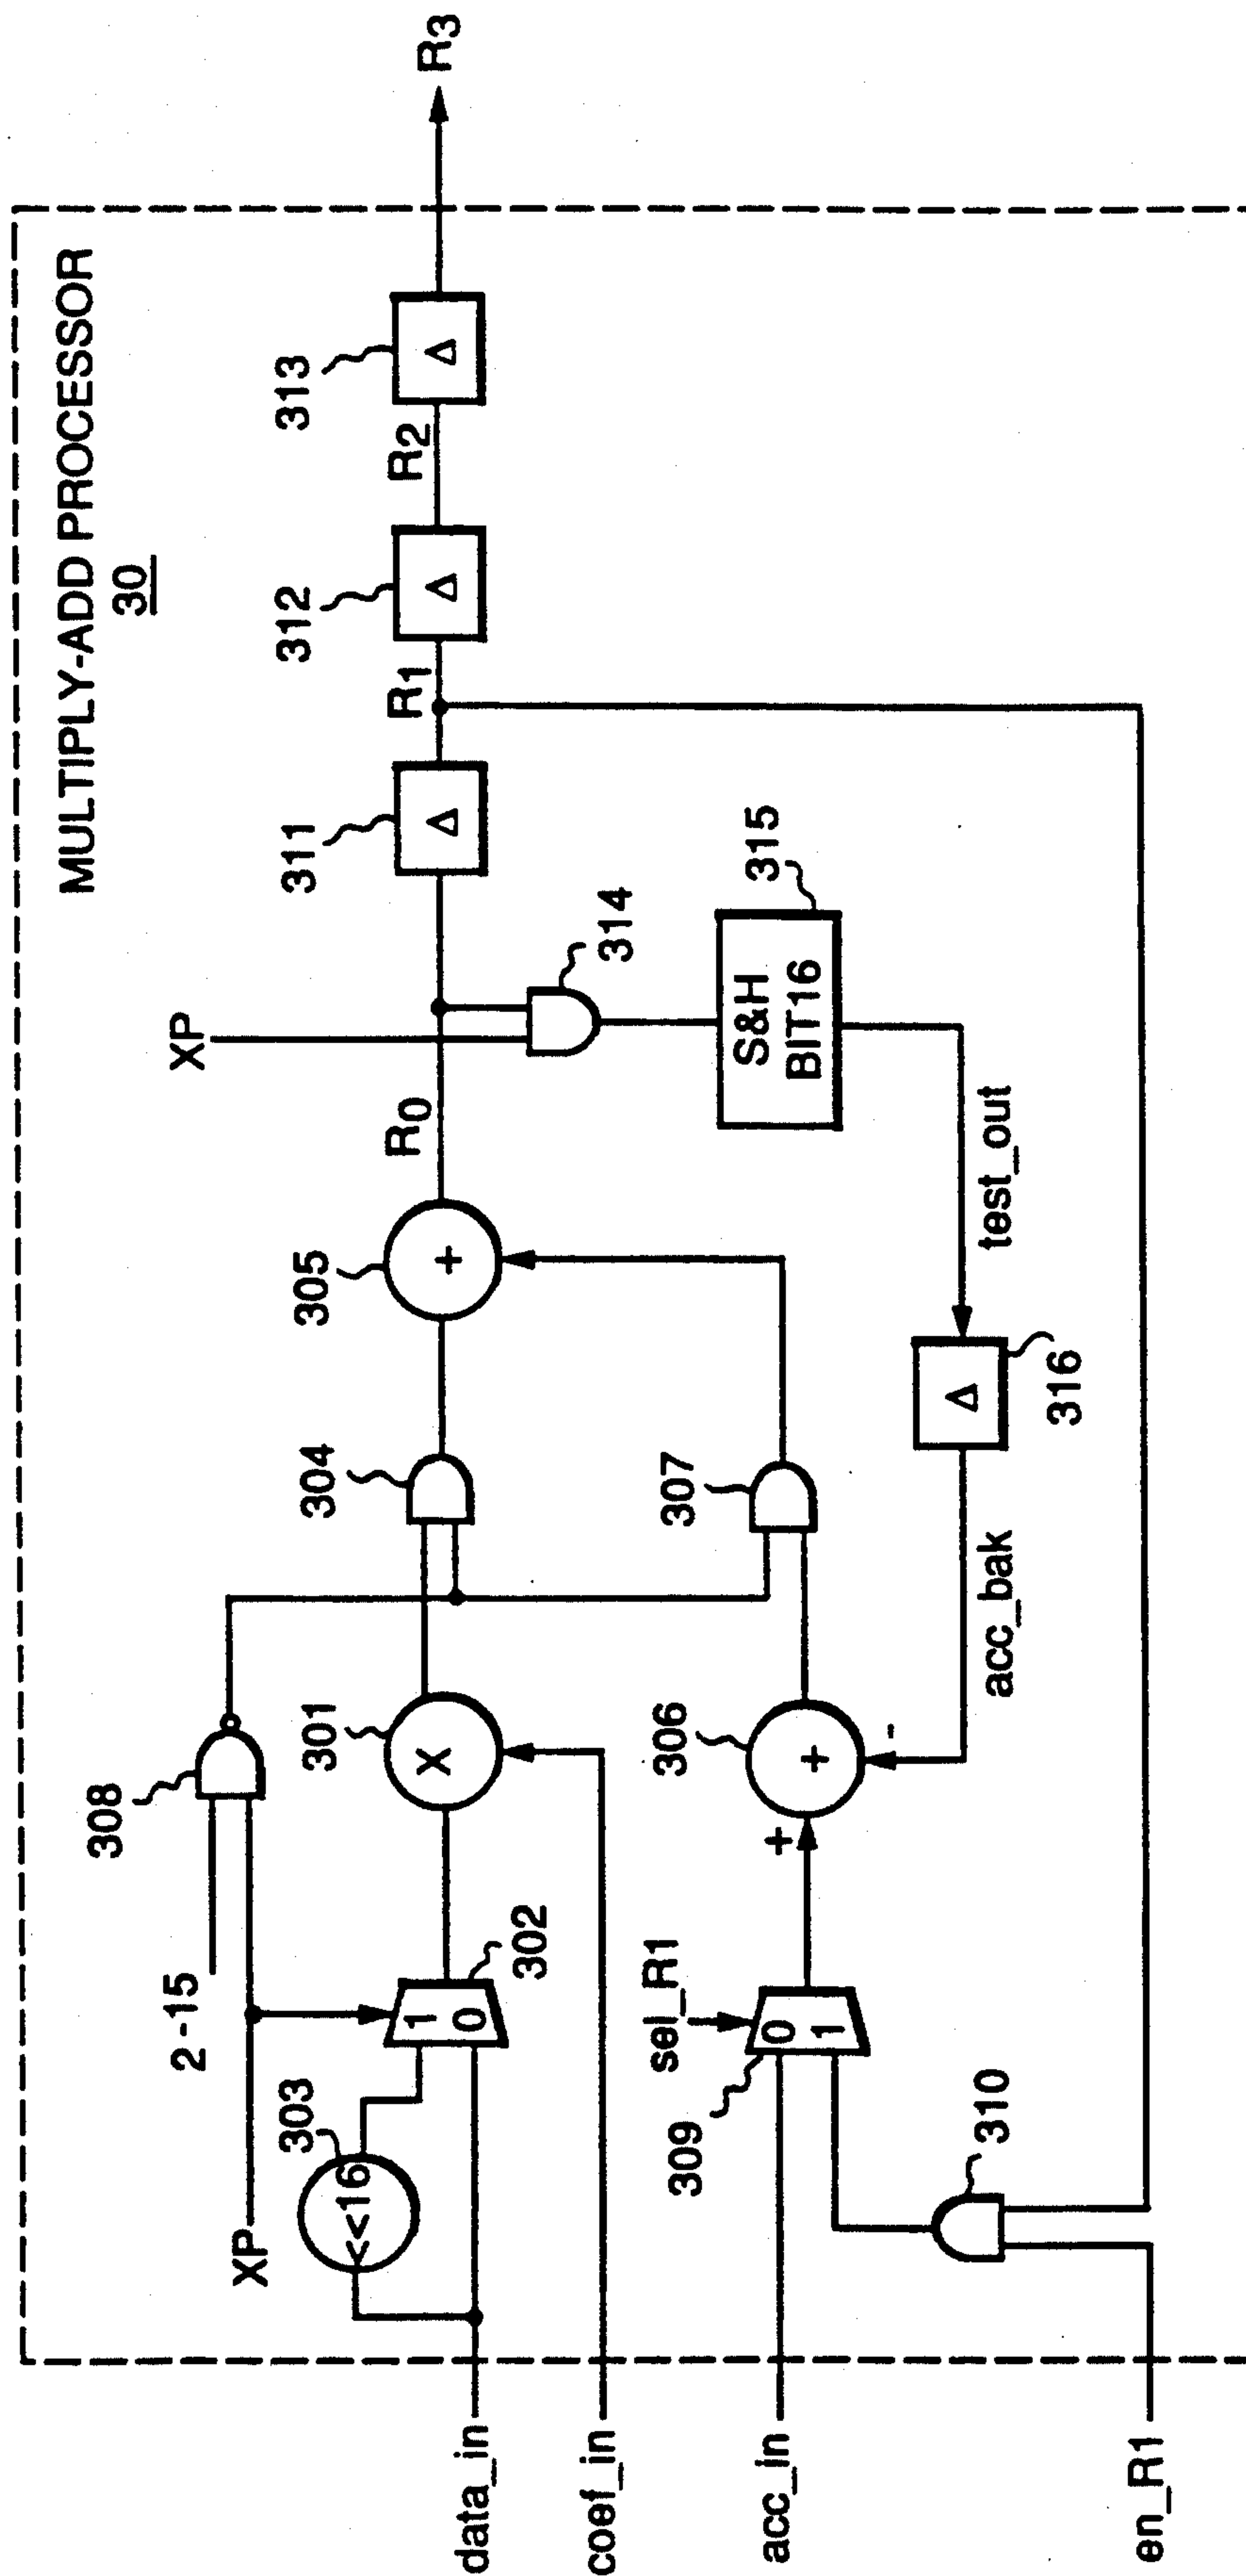 MULTIPLY-ADD PROCESSOR
30
XP
2-15
308
303
<<16
1
0
302
301
X
304
305
+
R0
XP
311
Δ
R1
312
Δ
R2
313
Δ
R3
314
S&H
BIT16
315
test_out
316
Δ
acc_bak
307
306
+
+
-
sel_R1
0
1
309
310
data_in
coef_in
acc_in
en_R1